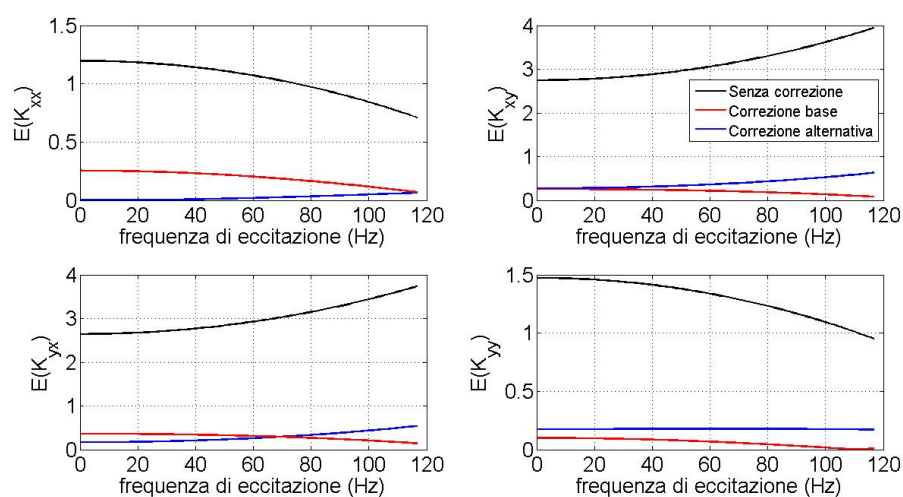 1.5
1
0.5
0
E(K_xx)
0 20 40 60 80 100 120
frequenza di eccitazione (Hz)
4
3
2
1
0
E(K_xy)
Senza correzione
Correzione base
Correzione alternativa
0 20 40 60 80 100 120
frequenza di eccitazione (Hz)
4
3
2
1
0
E(K_yx)
0 20 40 60 80 100 120
frequenza di eccitazione (Hz)
1.5
1
0.5
0
E(K_yy)
0 20 40 60 80 100 120
frequenza di eccitazione (Hz)